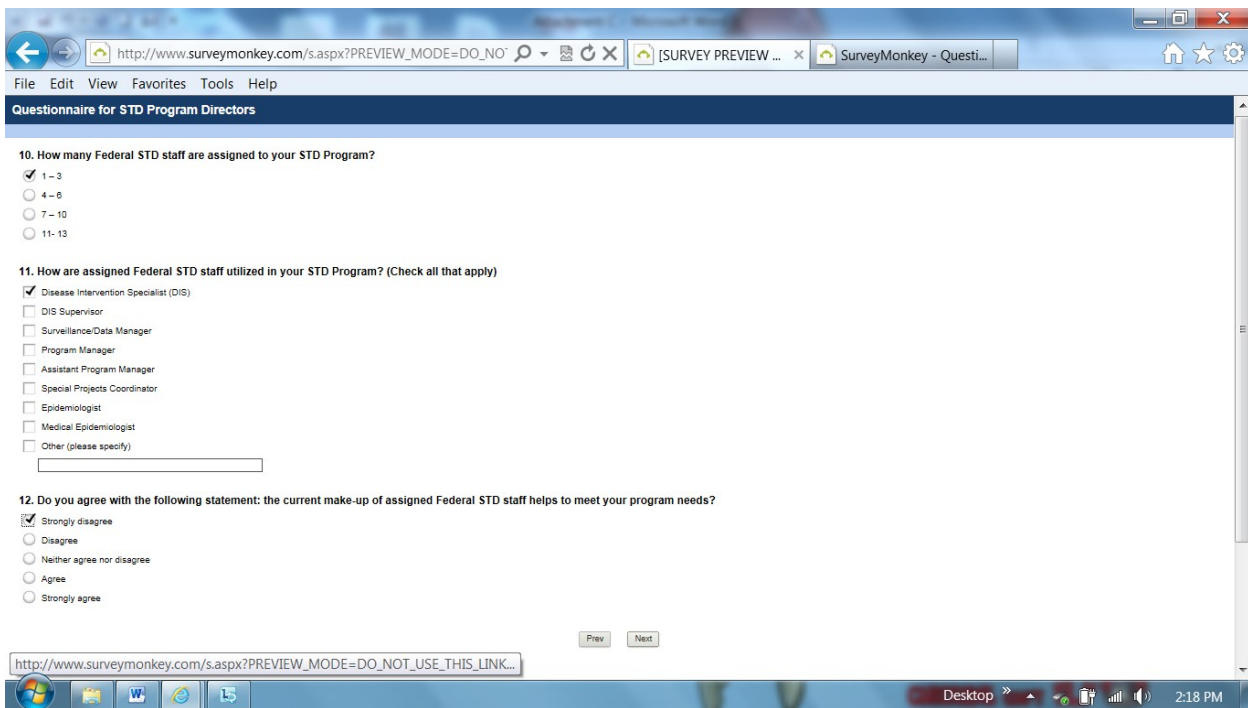 http://www.surveymonkey.com/s.aspx?PREVIEW_MODE=DO_NO
[SURVEY PREVIEW ...
SurveyMonkey - Questi...
File Edit View Favorites Tools Help
Questionnaire for STD Program Directors
10. How many Federal STD staff are assigned to your STD Program?
1 – 3
4 – 6
7 – 10
11- 13
11. How are assigned Federal STD staff utilized in your STD Program? (Check all that apply)
Disease Intervention Specialist (DIS)
DIS Supervisor
Surveillance/Data Manager
Program Manager
Assistant Program Manager
Special Projects Coordinator
Epidemiologist
Medical Epidemiologist
Other (please specify)
12. Do you agree with the following statement: the current make-up of assigned Federal STD staff helps to meet your program needs?
Strongly disagree
Disagree
Neither agree nor disagree
Agree
Strongly agree
Prev Next
http://www.surveymonkey.com/s.aspx?PREVIEW_MODE=DO_NOT_USE_THIS_LINK...
Desktop » 2:18 PM